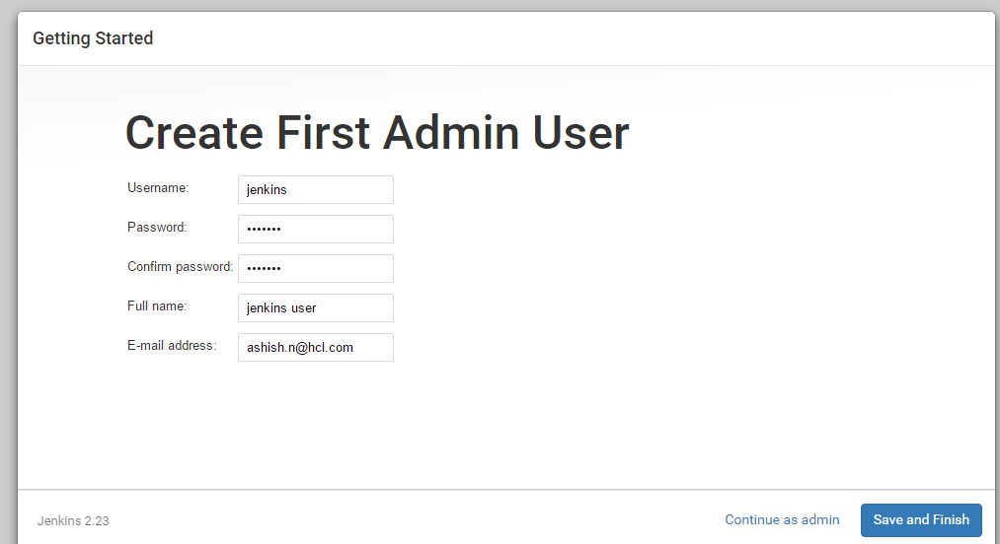 Getting Started
Create First Admin User
Username: jenkins
Password: •••••••
Confirm password: •••••••
Full name: jenkins user
E-mail address: ashish.n@hcl.com
Jenkins 2.23 Continue as admin Save and Finish